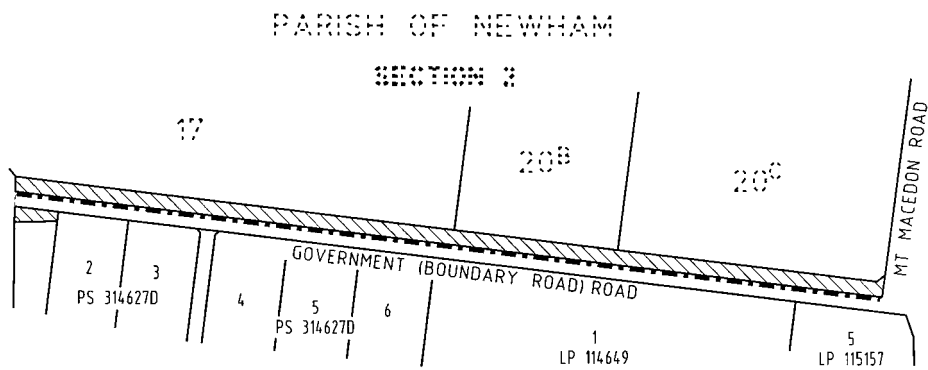 PARISH OF NEWHAM
SECTION 2
17
20B
20C
MT MACEDON ROAD
GOVERNMENT (BOUNDARY ROAD) ROAD
2
3
PS 314627D
4
5
PS 314627D
6
1
LP 114649
5
LP 115157